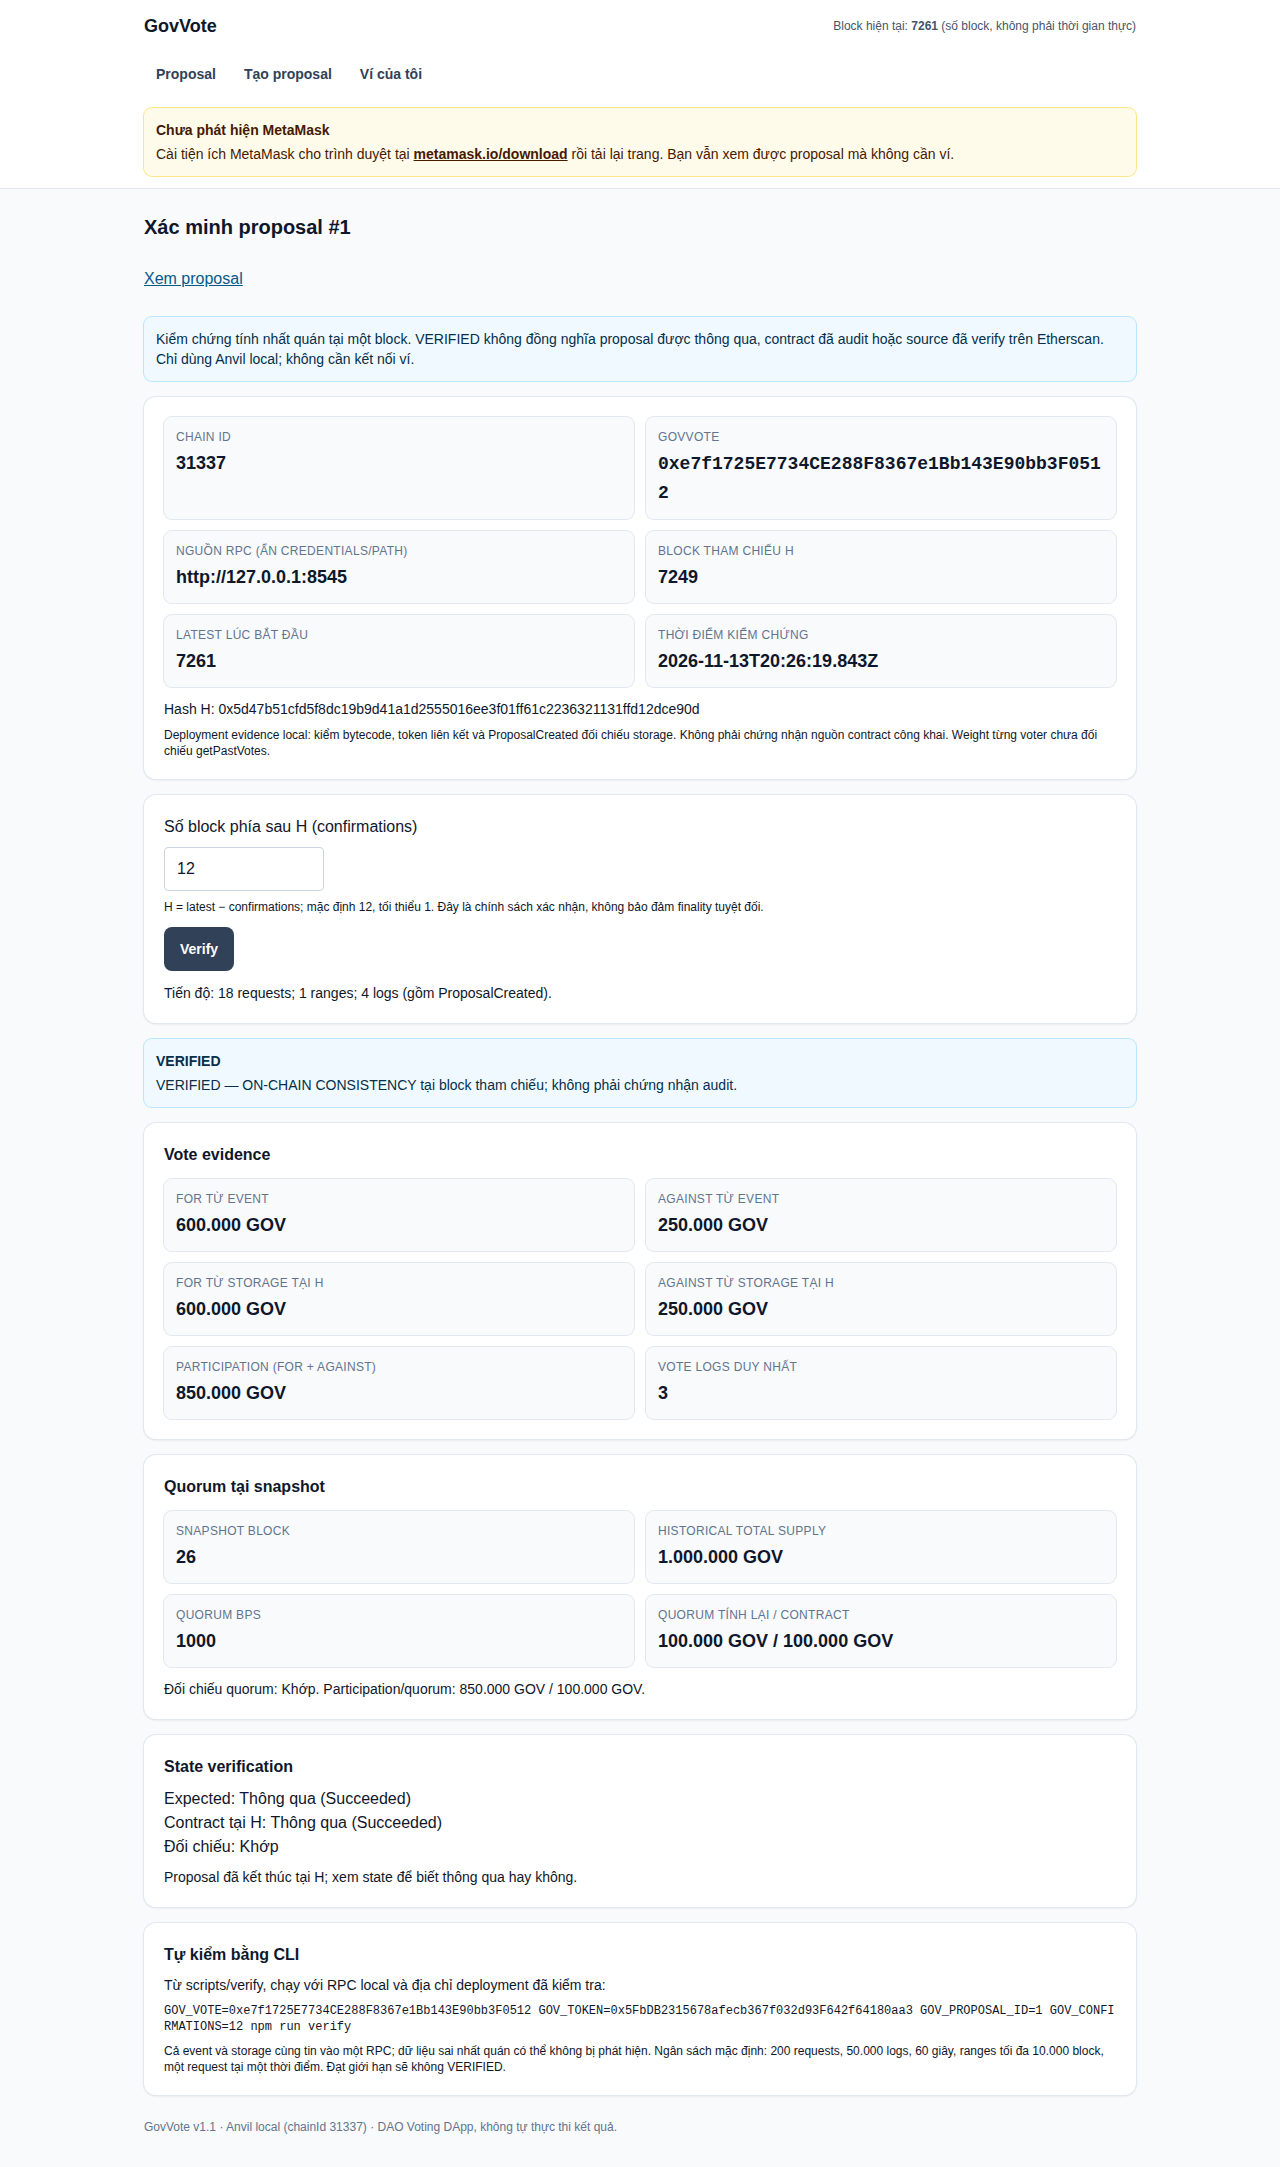 GovVote
Block hiện tại: 7261 (số block, không phải thời gian thực)
Proposal
Tạo proposal
Ví của tôi
Chưa phát hiện MetaMask
Cài tiện ích MetaMask cho trình duyệt tại metamask.io/download rồi tải lại trang. Bạn vẫn xem được proposal mà không cần ví.
Xác minh proposal #1
Xem proposal
Kiểm chứng tính nhất quán tại một block. VERIFIED không đồng nghĩa proposal được thông qua, contract đã audit hoặc source đã verify trên Etherscan.
Chỉ dùng Anvil local; không cần kết nối ví.
CHAIN ID
31337
GOVVOTE
0xe7f1725E7734CE288F8367e1Bb143E90bb3F051
2
NGUỒN RPC (ẨN CREDENTIALS/PATH)
http://127.0.0.1:8545
BLOCK THAM CHIẾU H
7249
LATEST LÚC BẮT ĐẦU
7261
THỜI ĐIỂM KIỂM CHỨNG
2026-11-13T20:26:19.843Z
Hash H: 0x5d47b51cfd5f8dc19b9d41a1d2555016ee3f01ff61c2236321131ffd12dce90d
Deployment evidence local: kiểm bytecode, token liên kết và ProposalCreated đối chiếu storage. Không phải chứng nhận nguồn contract công khai. Weight từng voter chưa đối
chiếu getPastVotes.
Số block phía sau H (confirmations)
12
H = latest − confirmations; mặc định 12, tối thiểu 1. Đây là chính sách xác nhận, không bảo đảm finality tuyệt đối.
Verify
Tiến độ: 18 requests; 1 ranges; 4 logs (gồm ProposalCreated).
VERIFIED
VERIFIED — ON-CHAIN CONSISTENCY tại block tham chiếu; không phải chứng nhận audit.
Vote evidence
FOR TỪ EVENT
600.000 GOV
AGAINST TỪ EVENT
250.000 GOV
FOR TỪ STORAGE TẠI H
600.000 GOV
AGAINST TỪ STORAGE TẠI H
250.000 GOV
PARTICIPATION (FOR + AGAINST)
850.000 GOV
VOTE LOGS DUY NHẤT
3
Quorum tại snapshot
SNAPSHOT BLOCK
26
HISTORICAL TOTAL SUPPLY
1.000.000 GOV
QUORUM BPS
1000
QUORUM TÍNH LẠI / CONTRACT
100.000 GOV / 100.000 GOV
Đối chiếu quorum: Khớp. Participation/quorum: 850.000 GOV / 100.000 GOV.
State verification
Expected: Thông qua (Succeeded)
Contract tại H: Thông qua (Succeeded)
Đối chiếu: Khớp
Proposal đã kết thúc tại H; xem state để biết thông qua hay không.
Tự kiểm bằng CLI
Từ scripts/verify, chạy với RPC local và địa chỉ deployment đã kiểm tra:
GOV_VOTE=0xe7f1725E7734CE288F8367e1Bb143E90bb3F0512 GOV_TOKEN=0x5FbDB2315678afecb367f032d93F642f64180aa3 GOV_PROPOSAL_ID=1 GOV_CONFI
RMATIONS=12 npm run verify
Cả event và storage cùng tin vào một RPC; dữ liệu sai nhất quán có thể không bị phát hiện. Ngân sách mặc định: 200 requests, 50.000 logs, 60 giây, ranges tối đa 10.000 block,
một request tại một thời điểm. Đạt giới hạn sẽ không VERIFIED.
GovVote v1.1 · Anvil local (chainId 31337) · DAO Voting DApp, không tự thực thi kết quả.